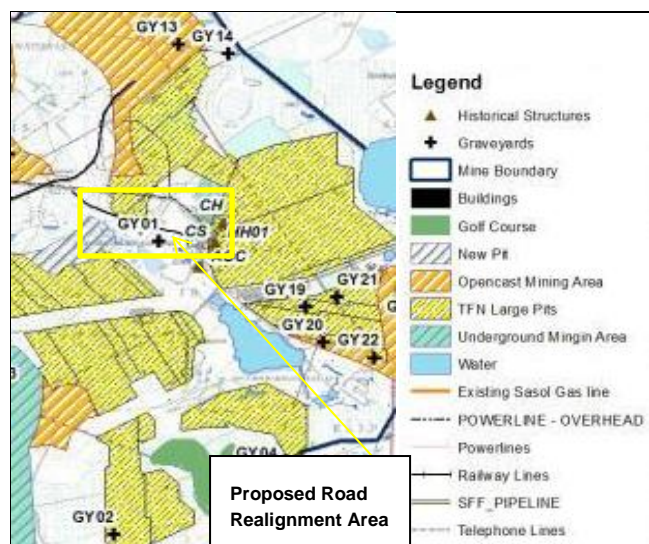 GY13
GY14
CH
GY01
CS
HH01
GY19
GY21
GY20
GY22
GY04
GY02
Proposed Road
Realignment Area
Legend
Historical Structures
Graveyards
Mine Boundary
Buildings
Golf Course
New Pit
Opencast Mining Area
TFN Large Pits
Underground Mingin Area
Water
Existing Sasol Gas line
POWERLINE - OVERHEAD
Powerlines
Railway Lines
SFF_PIPELINE
Telephone Lines